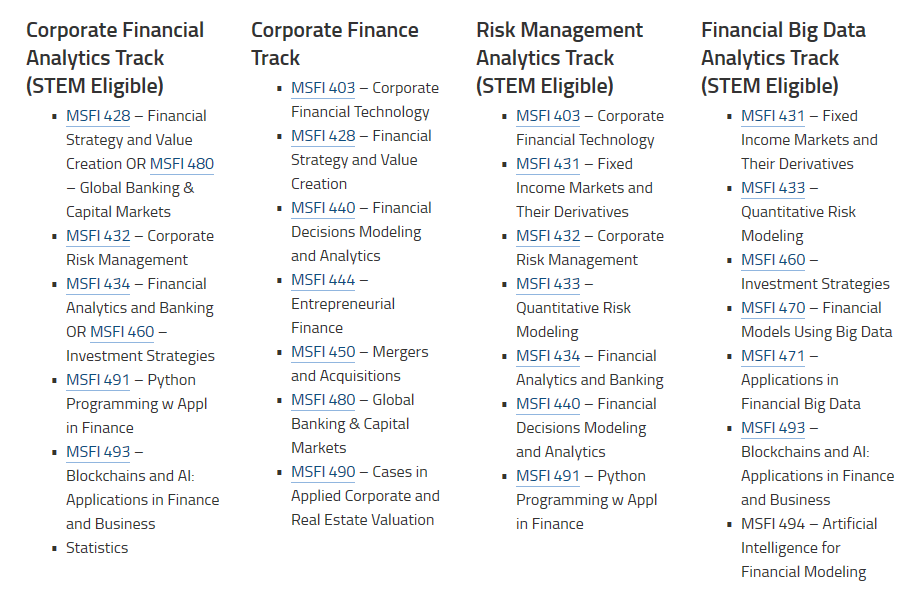 Corporate Financial
Analytics Track
(STEM Eligible)
MSFI 428 – Financial
Strategy and Value
Creation OR MSFI 480
– Global Banking &
Capital Markets
MSFI 432 – Corporate
Risk Management
MSFI 434 – Financial
Analytics and Banking
OR MSFI 460 –
Investment Strategies
MSFI 491 – Python
Programming w Appl
in Finance
MSFI 493 –
Blockchains and AI:
Applications in Finance
and Business
Statistics
Corporate Finance
Track
MSFI 403 – Corporate
Financial Technology
MSFI 428 – Financial
Strategy and Value
Creation
MSFI 440 – Financial
Decisions Modeling
and Analytics
MSFI 444 –
Entrepreneurial
Finance
MSFI 450 – Mergers
and Acquisitions
MSFI 480 – Global
Banking & Capital
Markets
MSFI 490 – Cases in
Applied Corporate and
Real Estate Valuation
Risk Management
Analytics Track
(STEM Eligible)
MSFI 403 – Corporate
Financial Technology
MSFI 431 – Fixed
Income Markets and
Their Derivatives
MSFI 432 – Corporate
Risk Management
MSFI 433 –
Quantitative Risk
Modeling
MSFI 434 – Financial
Analytics and Banking
MSFI 440 – Financial
Decisions Modeling
and Analytics
MSFI 491 – Python
Programming w Appl
in Finance
Financial Big Data
Analytics Track
(STEM Eligible)
MSFI 431 – Fixed
Income Markets and
Their Derivatives
MSFI 433 –
Quantitative Risk
Modeling
MSFI 460 –
Investment Strategies
MSFI 470 – Financial
Models Using Big Data
MSFI 471 –
Applications in
Financial Big Data
MSFI 493 –
Blockchains and AI:
Applications in Finance
and Business
MSFI 494 – Artificial
Intelligence for
Financial Modeling